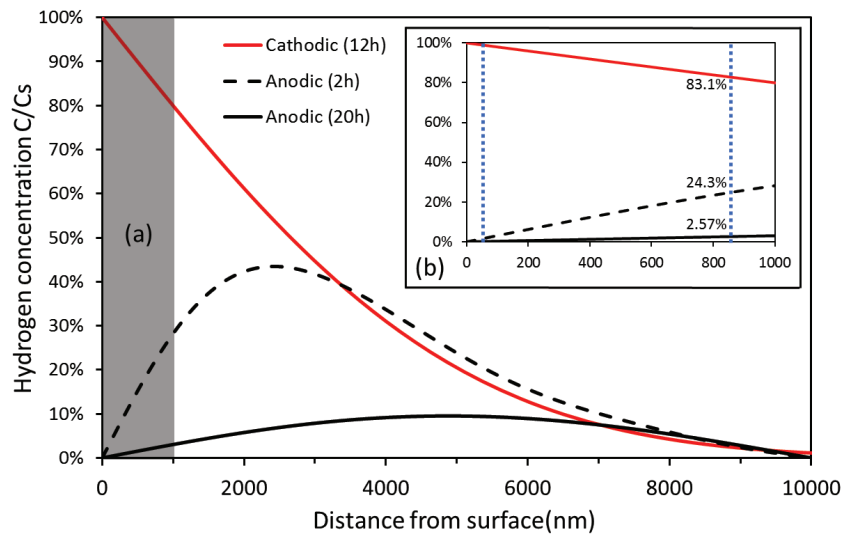 100%
90%
80%
70%
60%
50%
40%
30%
20%
10%
0%
Hydrogen concentration C/Cs
(a)
Cathodic (12h)
Anodic (2h)
Anodic (20h)
100%
80%
60%
40%
20%
0%
83.1%
24.3%
2.57%
(b)
0 200 400 600 800 1000
0 2000 4000 6000 8000 10000
Distance from surface(nm)